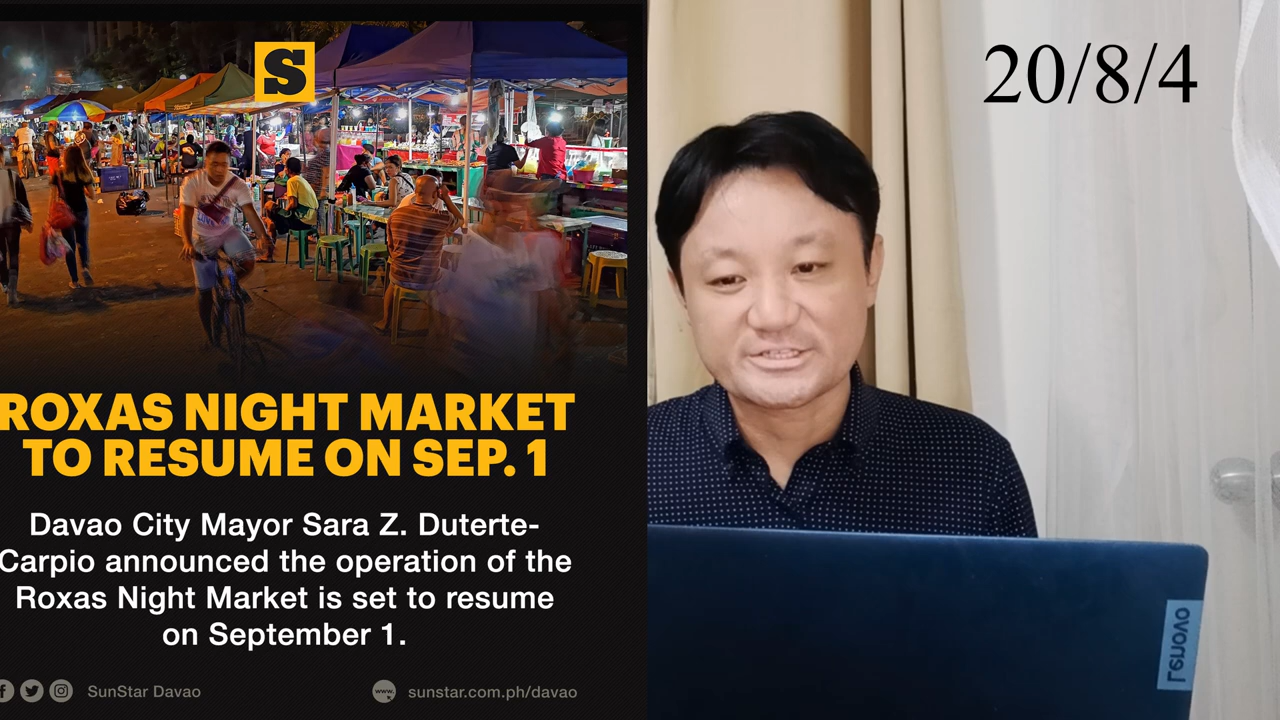 S
ROXAS NIGHT MARKET
TO RESUME ON SEP. 1
Davao City Mayor Sara Z. Duterte-
Carpio announced the operation of the
Roxas Night Market is set to resume
on September 1.
f
SunStar Davao
www.
sunstar.com.ph/davao
20/8/4
Lenovo